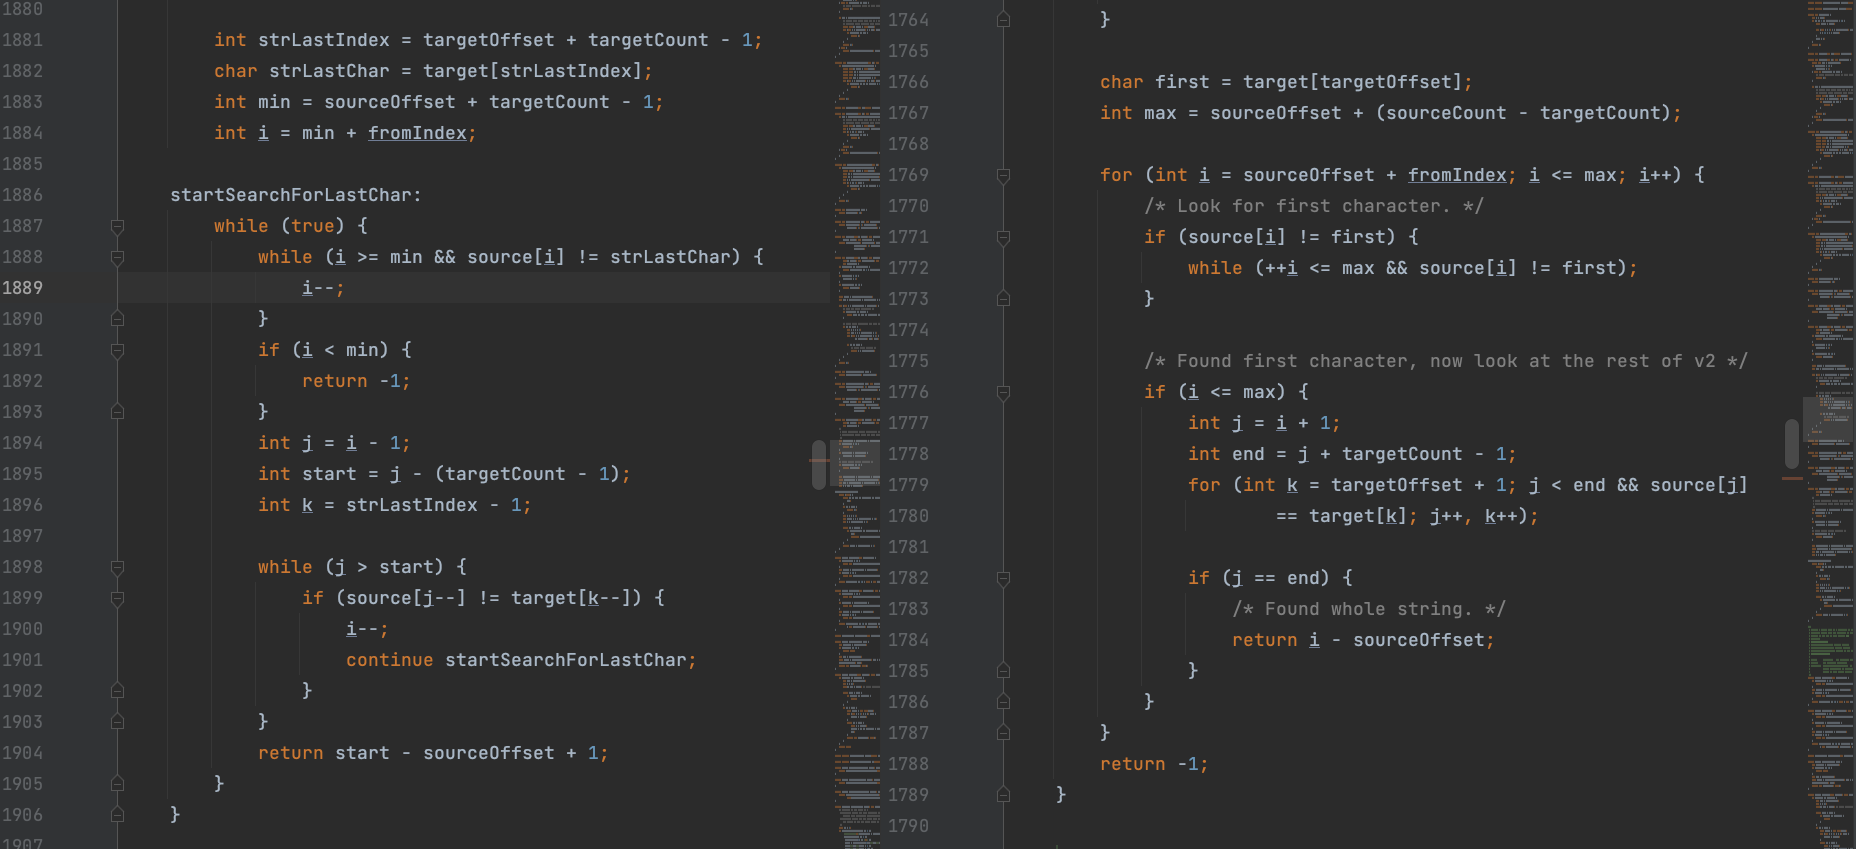 1880
1881 int strLastIndex = targetOffset + targetCount - 1;
1882 char strLastChar = target[strLastIndex];
1883 int min = sourceOffset + targetCount - 1;
1884 int i = min + fromIndex;
1885
1886 startSearchForLastChar:
1887 while (true) {
1888 while (i >= min && source[i] != strLastChar) {
1889 i--;
1890 }
1891 if (i < min) {
1892 return -1;
1893 }
1894 int j = i - 1;
1895 int start = j - (targetCount - 1);
1896 int k = strLastIndex - 1;
1897
1898 while (j > start) {
1899 if (source[j--] != target[k--]) {
1900 i--;
1901 continue startSearchForLastChar;
1902 }
1903 }
1904 return start - sourceOffset + 1;
1905 }
1906 }
1907
1764 }
1765
1766 char first = target[targetOffset];
1767 int max = sourceOffset + (sourceCount - targetCount);
1768
1769 for (int i = sourceOffset + fromIndex; i <= max; i++) {
1770 /* Look for first character. */
1771 if (source[i] != first) {
1772 while (++i <= max && source[i] != first);
1773 }
1774
1775 /* Found first character, now look at the rest of v2 */
1776 if (i <= max) {
1777 int j = i + 1;
1778 int end = j + targetCount - 1;
1779 for (int k = targetOffset + 1; j < end && source[j]
1780 == target[k]; j++, k++);
1781
1782 if (j == end) {
1783 /* Found whole string. */
1784 return i - sourceOffset;
1785 }
1786 }
1787 }
1788 return -1;
1789 }
1790